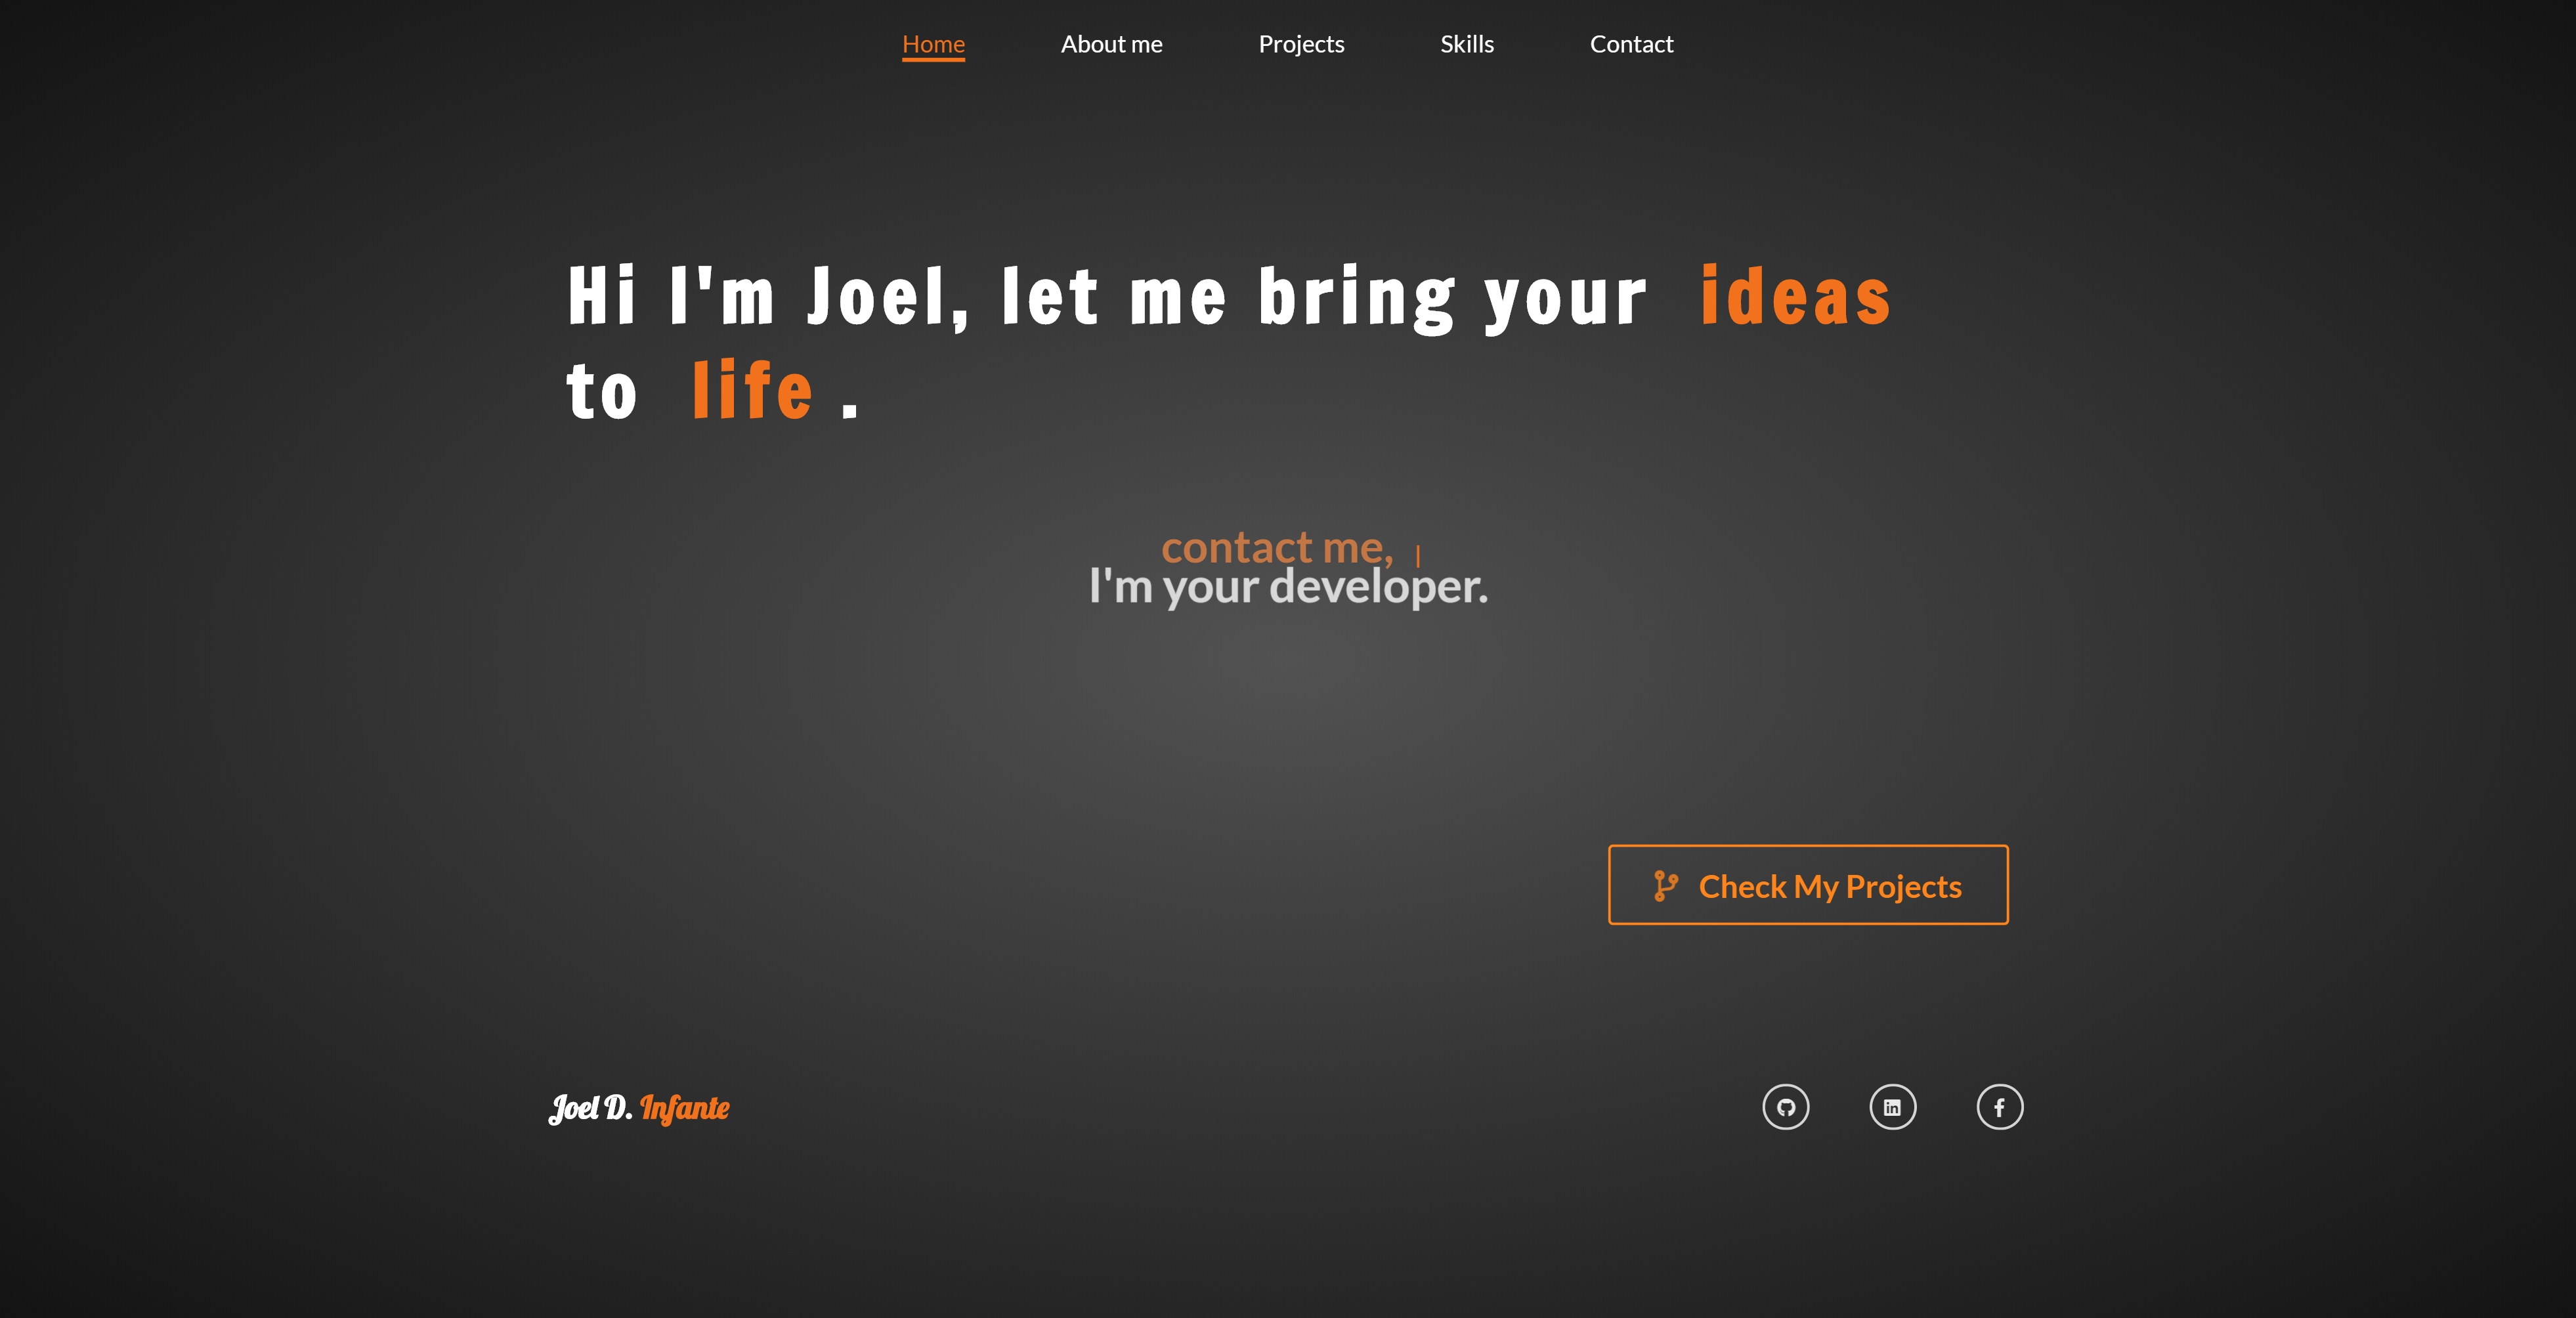 Home About me Projects Skills Contact
Hi I'm Joel, let me bring your ideas
to life .
contact me, |
I'm your developer.
Check My Projects
Joel D. Infante